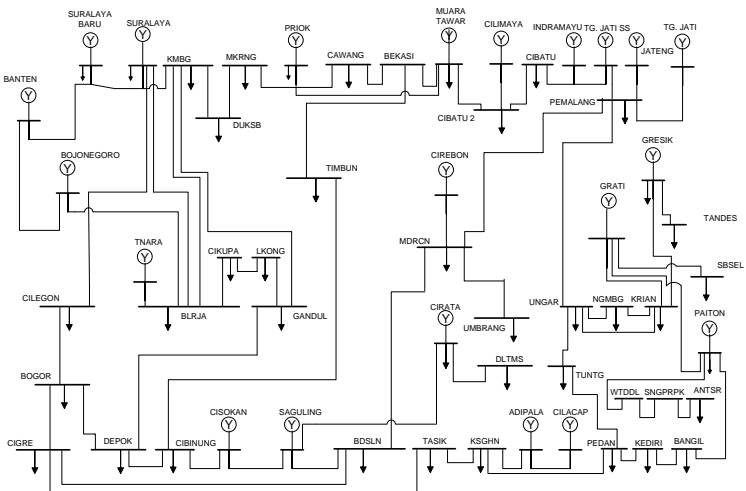 SURALAYA
BARU
SURALAYA
KMBG
MKRNG
PRIOK
CAWANG
BEKASI
MUARA
TAWAR
CILIMAYA
CIBATU
INDRAMAYU
TG. JATI SS
JATENG
TG. JATI
BANTEN
Y
Y
Y
Y
Y
Y
Y
Y
Y
Y
DUKSB
CIBATU 2
PEMALANG
BOJONEGORO
Y
TIMBUN
CIREBON
Y
GRESIK
Y
GRATI
Y
TANDES
TNARA
Y
CIKUPA
LKONG
MDRCN
SBSEL
CILEGON
BLRJA
GANDUL
CIRATA
Y
UMBRANG
UNGAR
NGMBG
KRIAN
PAITON
Y
BOGOR
DLTMS
TUNTG
WTDDL
SNGPRPK
ANTSR
CISOKAN
Y
SAGULING
Y
ADIPALA
Y
CILACAP
Y
CIGRE
DEPOK
CIBINUNG
BDSLN
TASIK
KSGHN
PEDAN
KEDIRI
BANGIL